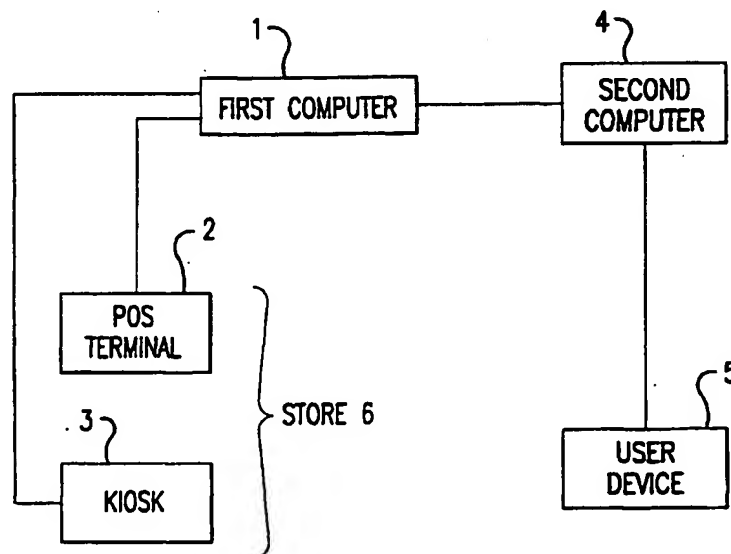 1
FIRST COMPUTER
4
SECOND
COMPUTER
2
POS
TERMINAL
3
KIOSK
STORE 6
5
USER
DEVICE